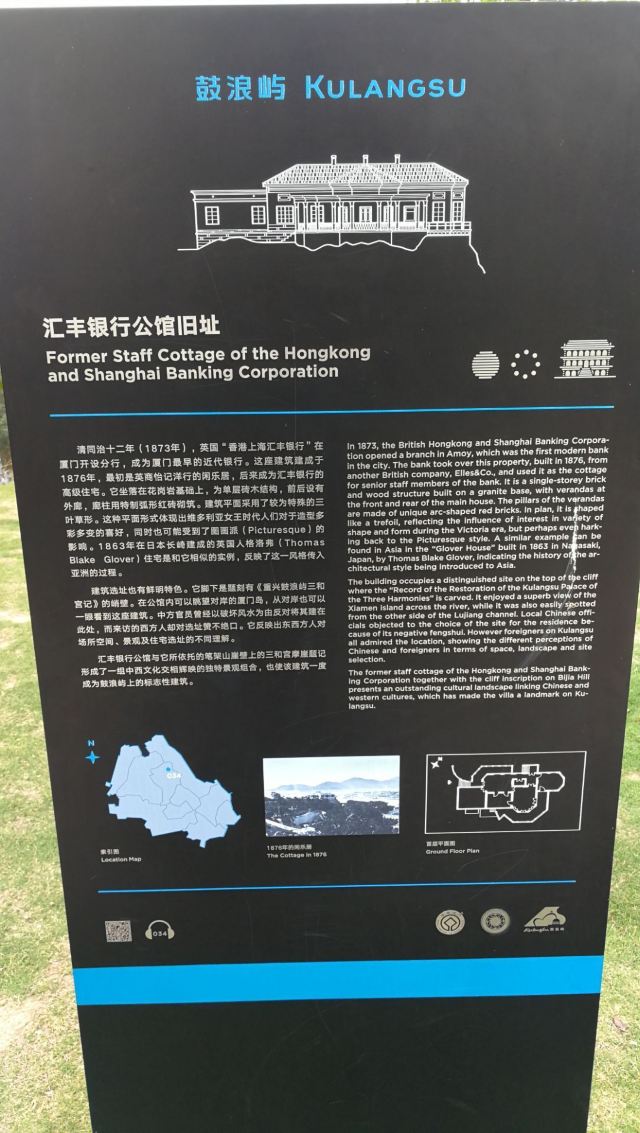 鼓浪屿 KULANGSU
汇丰银行公馆旧址
Former Staff Cottage of the Hongkong
and Shanghai Banking Corporation
清同治十二年（1873年），英国“香港上海汇丰银行”在
厦门开设分行，成为厦门最早的近代银行。这座建筑建成于
1876年，最初是英商怡记洋行的闲乐居，后来成为汇丰银行的
高级住宅。它坐落在花岗岩基础上，为单层砖木结构，前后设有
外廊，廊柱用特制弧形红砖砌筑。建筑平面采用了较为特殊的三
叶草形。这种平面形式体现出维多利亚女王时代人们对于造型多
彩多变的喜好，同时也可能受到了图画派（Picturesque）的
影响。1863年在日本长崎建成的英国人格洛弗（Thomas
Blake Glover）住宅是和它相似的实例，反映了这一风格传入
亚洲的过程。
建筑选址也有鲜明特色。它脚下是题刻有《重兴鼓浪屿三和
宫记》的峭壁。在公馆内可以眺望对岸的厦门岛，从对岸也可以
一眼看到这座建筑。中方官员曾经以破坏风水为由反对将其建在
此处，而来访的西方人却对选址赞不绝口。它反映出东西方人对
场所空间、景观及住宅选址的不同理解。
汇丰银行公馆与它所依托的笔架山崖壁上的三和宫摩崖题记
形成了一组中西文化交相辉映的独特景观组合，也使该建筑一度
成为鼓浪屿上的标志性建筑。
In 1873, the British Hongkong and Shanghai Banking Corpora-
tion opened a branch in Amoy, which was the first modern bank
in the city. The bank took over this property, built in 1876, from
another British company, Elles&Co., and used it as the cottage
for senior staff members of the bank. It is a single-storey brick
and wood structure built on a granite base, with verandas at
the front and rear of the main house. The pillars of the verandas
are made of unique arc-shaped red bricks. In plan, it is shaped
like a trefoil, reflecting the influence of interest in variety of
shape and form during the Victoria era, but perhaps even hark-
ing back to the Picturesque style. A similar example can be
found in Asia in the "Glover House" built in 1863 in Nagasaki,
Japan, by Thomas Blake Glover, indicating the history of the ar-
chitectural style being introduced to Asia.
The building occupies a distinguished site on the top of the cliff
where the "Record of the Restoration of the Kulangsu Palace of
the Three Harmonies" is carved. It enjoyed a superb view of the
Xiamen Island across the river, while it was also easily spotted
from the other side of the Lujiang channel. Local Chinese offi-
cials objected to the choice of the site for the residence be-
cause of its negative fengshui. However foreigners on Kulangsu
all admired the location, showing the different perceptions of
Chinese and foreigners in terms of space, landscape and site
selection.
The former staff cottage of the Hongkong and Shanghai Bank-
ing Corporation together with the cliff inscription on Bijia Hill
presents an outstanding cultural landscape linking Chinese and
western cultures, which has made the villa a landmark on Ku-
langsu.
N
034
索引图
Location Map
1876年的闲乐居
The Cottage in 1876
首层平面图
Ground Floor Plan
034
Kulangsu 鼓浪屿